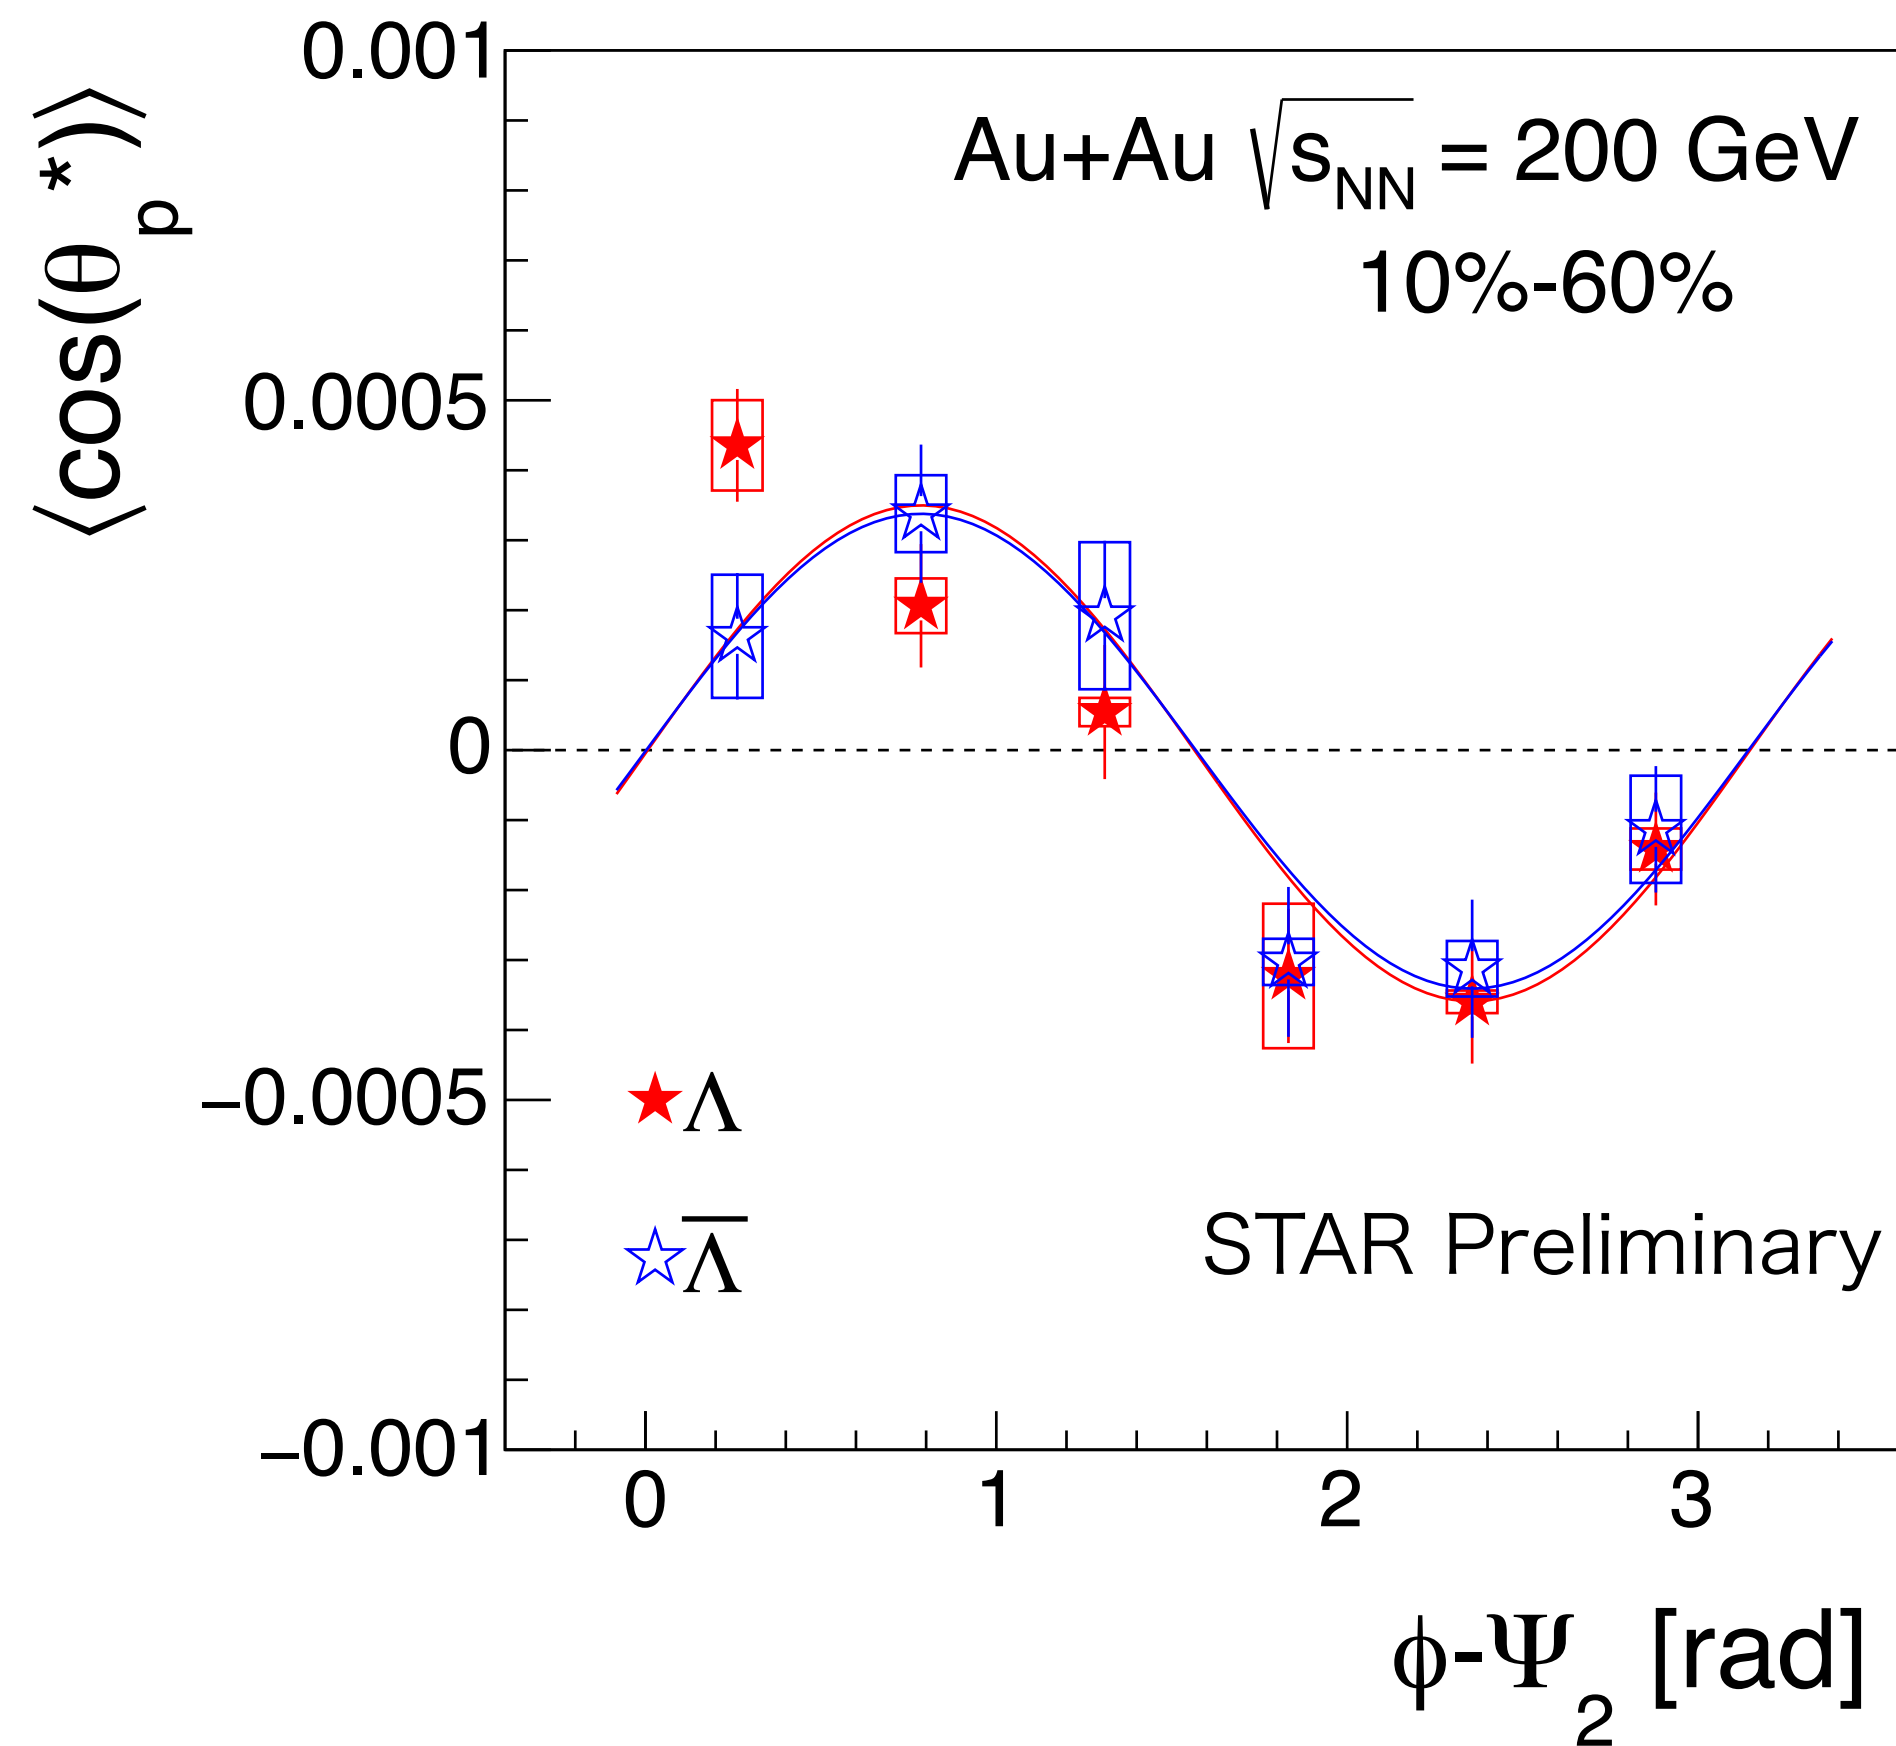 ⟨cos(θp*)⟩
Au+Au √sNN = 200 GeV
10%-60%
0.001
0.0005
0
−0.0005
−0.001
Λ
Λ̅
STAR Preliminary
0 1 2 3
ϕ-Ψ2 [rad]